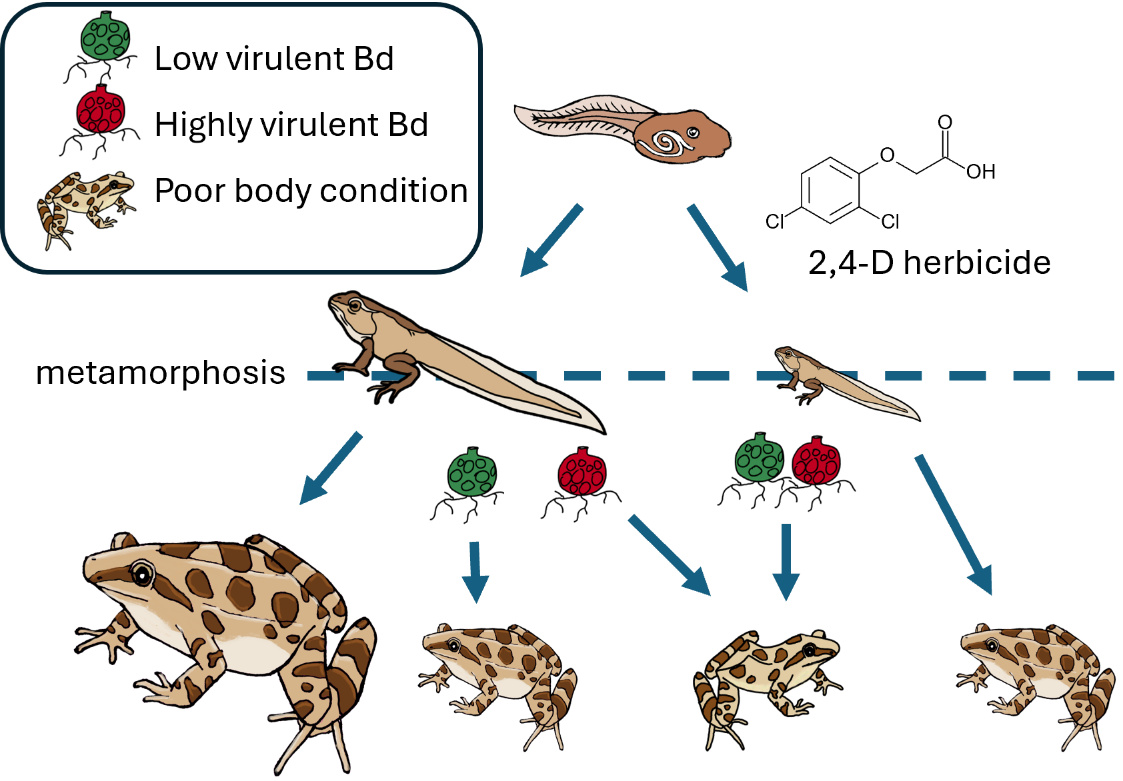 Low virulent Bd
Highly virulent Bd
Poor body condition
O
O
OH
Cl
Cl
2,4-D herbicide
metamorphosis